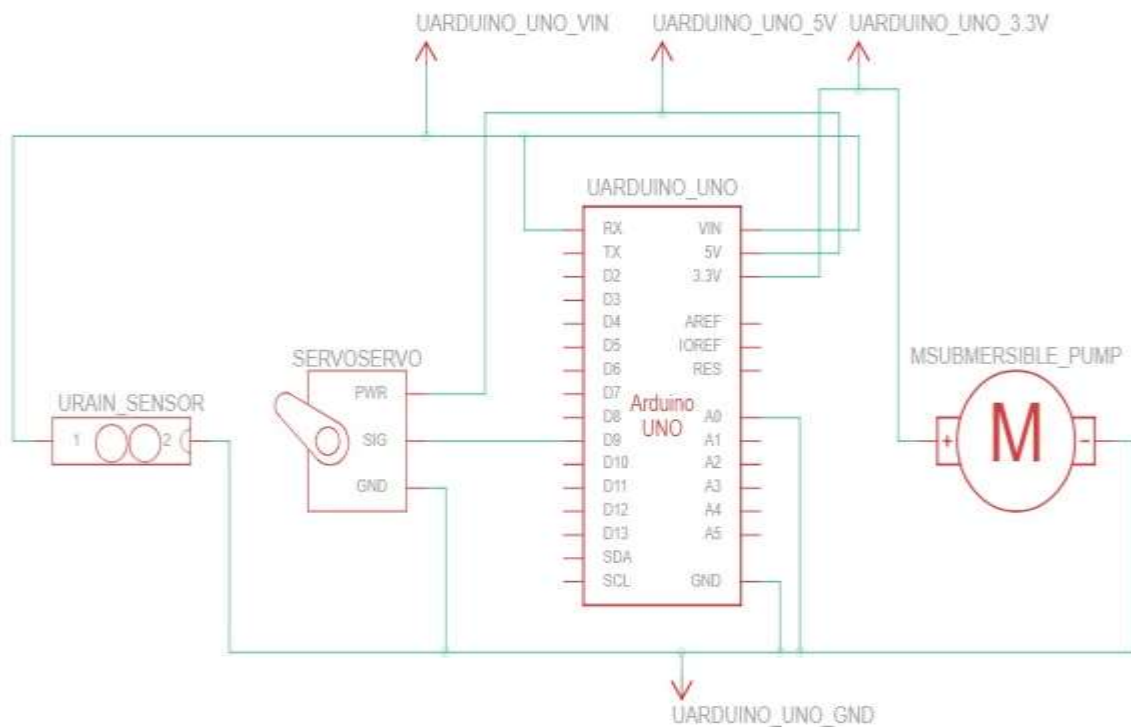 UARDUINO_UNO_VIN
UARDUINO_UNO_5V
UARDUINO_UNO_3.3V
UARDUINO_UNO
RX VIN
TX 5V
D2 3.3V
D3
D4 AREF
D5 IOREF
D6 RES
D7
D8 A0
D9 A1
D10 A2
D11 A3
D12 A4
D13 A5
SDA
SCL GND
Arduino
UNO
SERVOSERVO
PWR
SIG
GND
URAIN_SENSOR
1 2
MSUBMERSIBLE_PUMP
+ M -
UARDUINO_UNO_GND